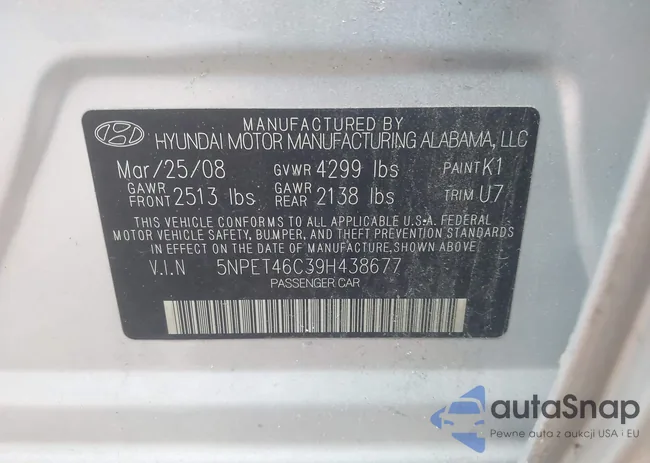 MANUFACTURED BY
HYUNDAI MOTOR MANUFACTURING ALABAMA, LLC
Mar/25/08 GVWR 4299 lbs PAINT K1
GAWR FRONT 2513 lbs GAWR REAR 2138 lbs TRIM U7
THIS VEHICLE CONFORMS TO ALL APPLICABLE U.S.A. FEDERAL
MOTOR VEHICLE SAFETY, BUMPER, AND THEFT PREVENTION STANDARDS
IN EFFECT ON THE DATE OF MANUFACTURE SHOWN ABOVE.
V.I.N 5NPET46C39H438677
PASSENGER CAR
autaSnap
Pewne auta z aukcji USA i EU